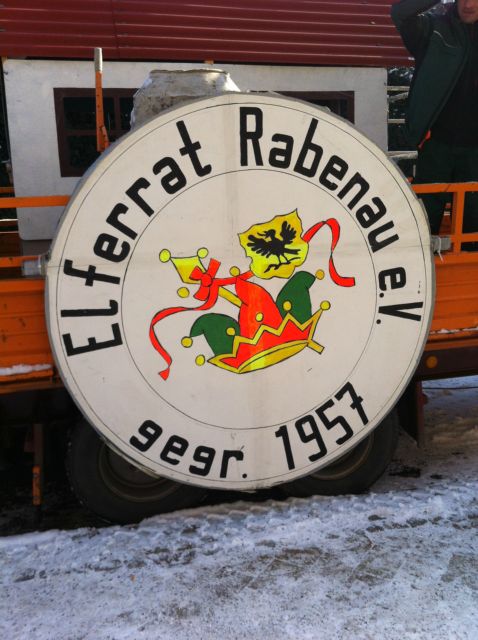 Elferrat Rabenau e.V.
gegr. 1957